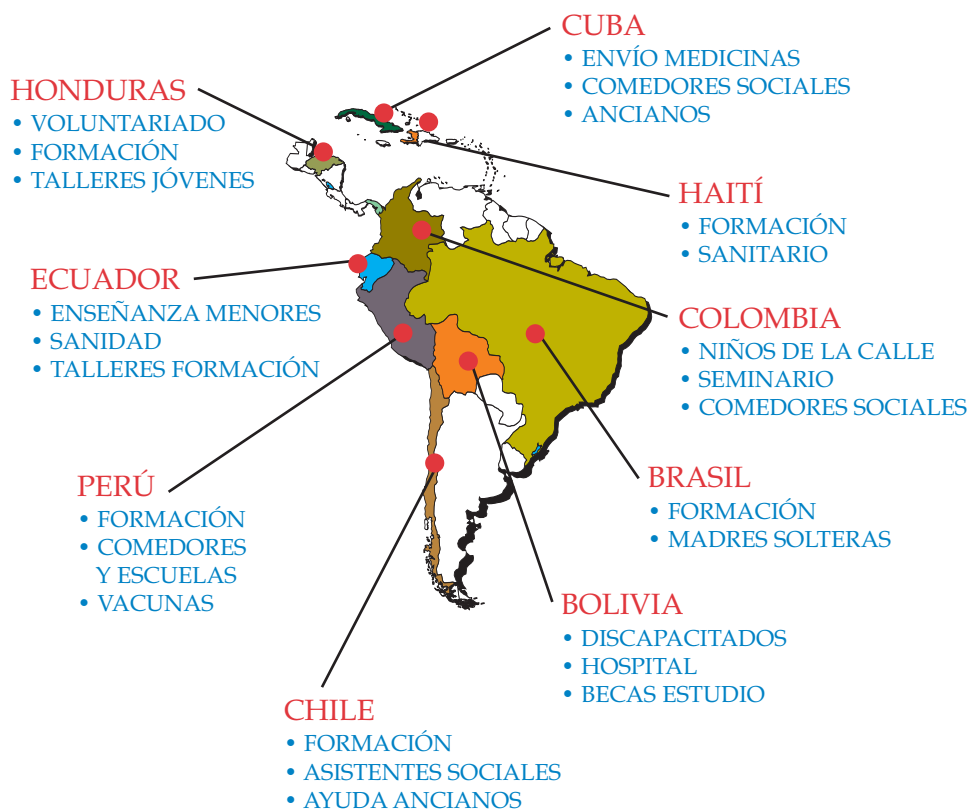 CUBA
• ENVÍO MEDICINAS
• COMEDORES SOCIALES
• ANCIANOS
HONDURAS
• VOLUNTARIADO
• FORMACIÓN
• TALLERES JÓVENES
HAITÍ
• FORMACIÓN
• SANITARIO
ECUADOR
• ENSEÑANZA MENORES
• SANIDAD
• TALLERES FORMACIÓN
COLOMBIA
• NIÑOS DE LA CALLE
• SEMINARIO
• COMEDORES SOCIALES
PERÚ
• FORMACIÓN
• COMEDORES
Y ESCUELAS
• VACUNAS
BRASIL
• FORMACIÓN
• MADRES SOLTERAS
BOLIVIA
• DISCAPACITADOS
• HOSPITAL
• BECAS ESTUDIO
CHILE
• FORMACIÓN
• ASISTENTES SOCIALES
• AYUDA ANCIANOS